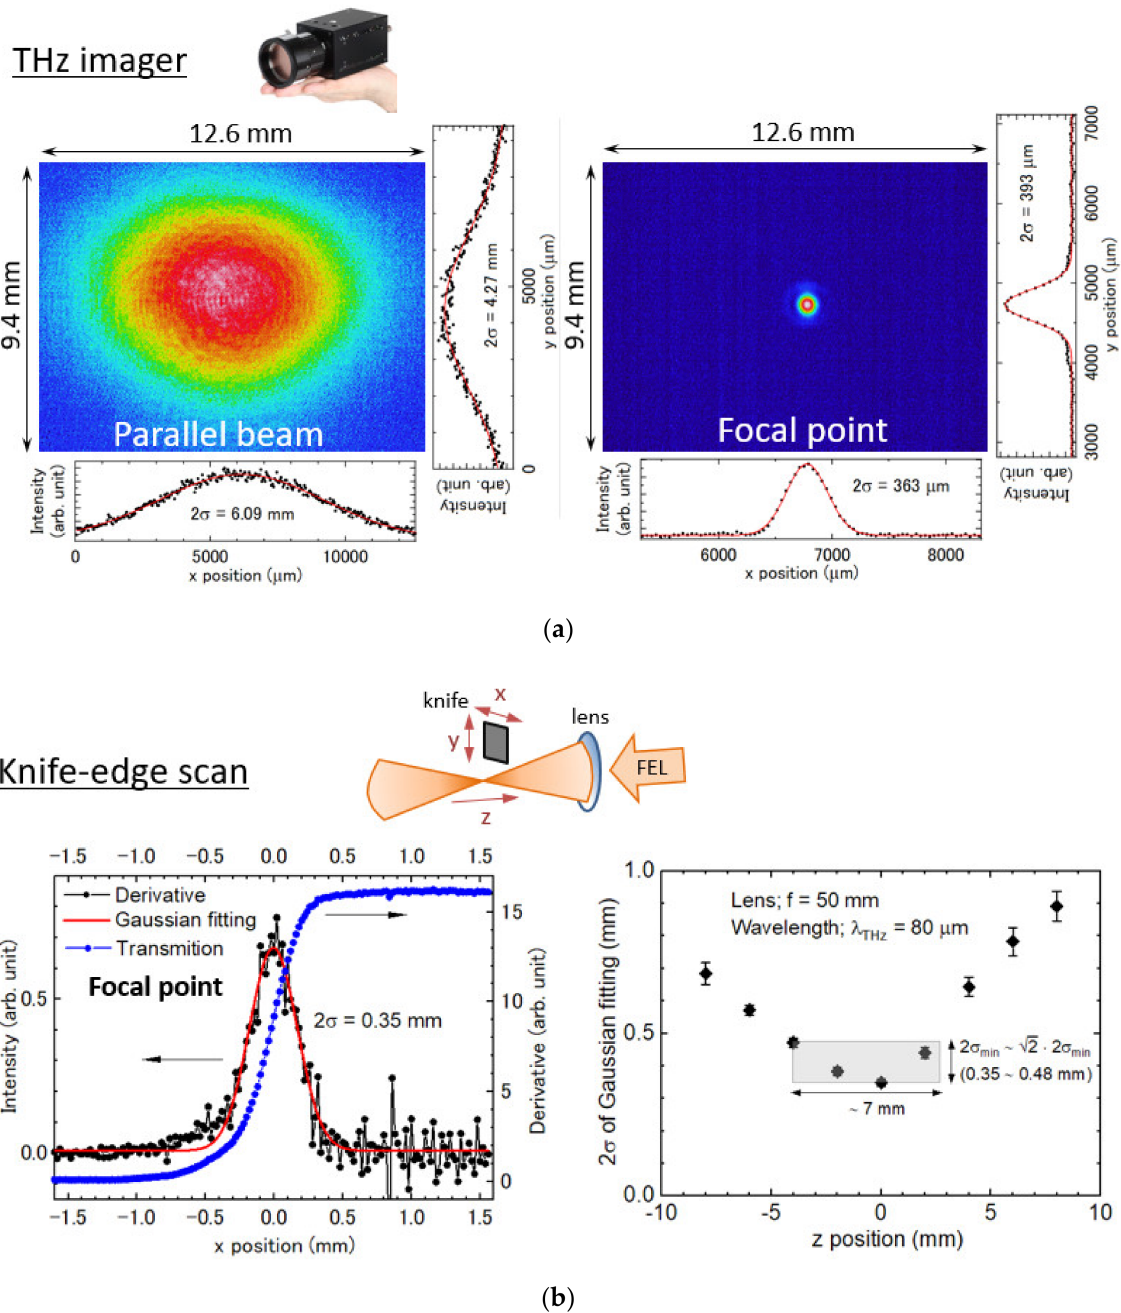 THz imager
12.6 mm
9.4 mm
Parallel beam
2σ = 4.27 mm
y position (μm)
0
5000
Intensity
(arb. unit)
Intensity
(arb. unit)
2σ = 6.09 mm
0
5000
10000
x position (μm)
12.6 mm
9.4 mm
Focal point
2σ = 393 μm
y position (μm)
3000
4000
5000
6000
7000
Intensity
(arb. unit)
Intensity
(arb. unit)
2σ = 363 μm
6000
7000
8000
x position (μm)
(a)
Knife-edge scan
knife
x
y
z
lens
FEL
−1.5 −1.0 −0.5 0.0 0.5 1.0 1.5
Derivative
Gaussian fitting
Transmition
Focal point
2σ = 0.35 mm
Intensity (arb. unit)
0.5
0.0
Derivative (arb. unit)
15
10
5
0
−1.5 −1.0 −0.5 0.0 0.5 1.0 1.5
x position (mm)
2σ of Gaussian fitting (mm)
1.0
0.5
0.0
Lens; f = 50 mm
Wavelength; λTHz = 80 μm
2σmin ~ √2 · 2σmin
(0.35 ~ 0.48 mm)
~ 7 mm
-10 -5 0 5 10
z position (mm)
(b)